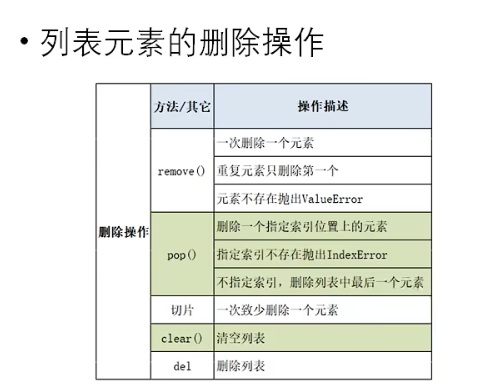 • 列表元素的删除操作
方法/其它 操作描述
删除操作
remove()
一次删除一个元素
重复元素只删除第一个
元素不存在抛出ValueError
pop()
删除一个指定索引位置上的元素
指定索引不存在抛出IndexError
不指定索引，删除列表中最后一个元素
切片 一次致少删除一个元素
clear() 清空列表
del 删除列表